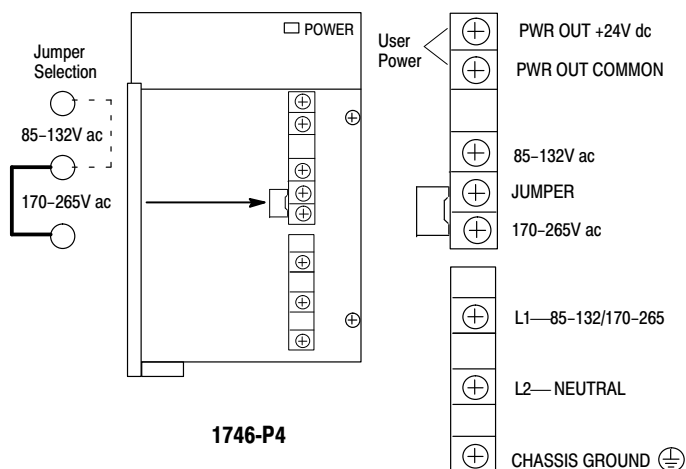 POWER
Jumper
Selection
85–132V ac
170–265V ac
1746-P4
User
Power
PWR OUT +24V dc
PWR OUT COMMON
85–132V ac
JUMPER
170–265V ac
L1—85–132/170–265
L2— NEUTRAL
CHASSIS GROUND